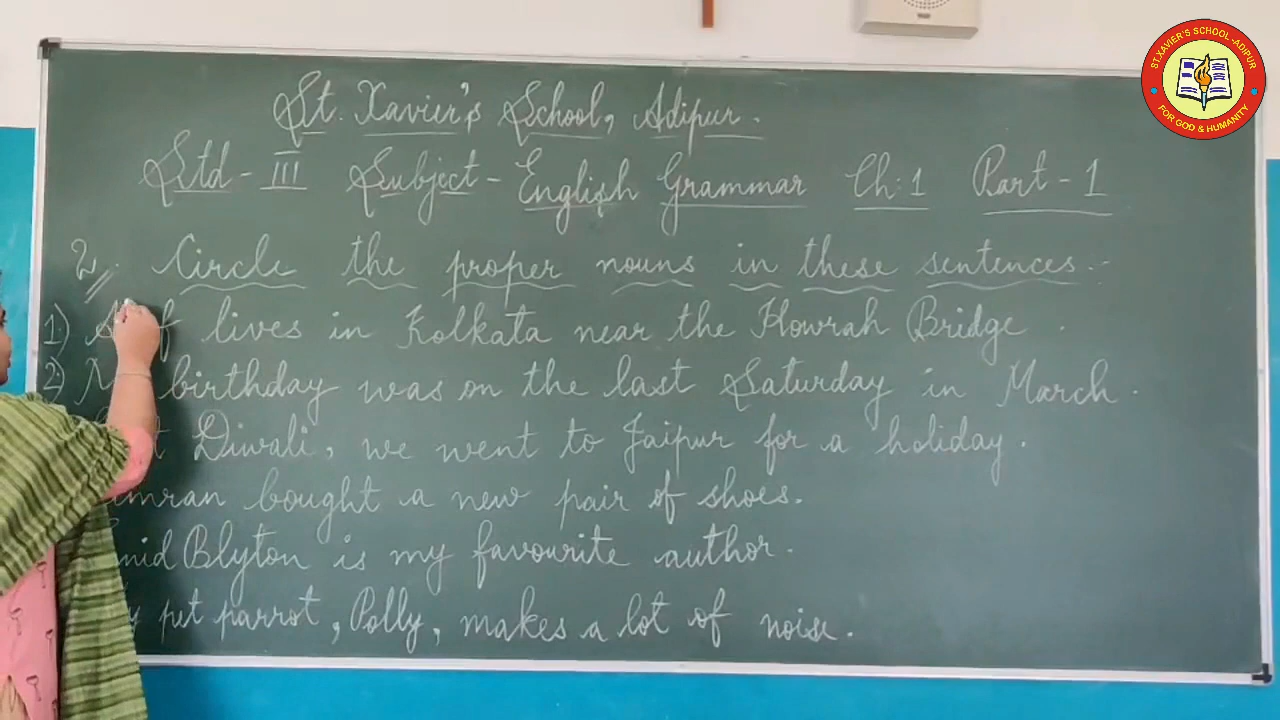 St. Xavier's School, Adipur.
Std - III Subject - English Grammar Ch: 1 Part - 1
2. Circle the proper nouns in these sentences :-
1) lives in Kolkata near the Howrah Bridge .
2) birthday was on the last Saturday in March .
Diwali, we went to Jaipur for a holiday .
bought a new pair of shoes.
Blyton is my favourite author .
pet parrot, Polly, makes a lot of noise .
ST.XAVIER'S SCHOOL-ADIPUR
FOR GOD & HUMANITY